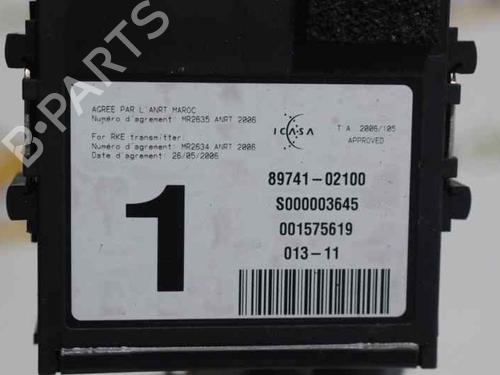 B-PARTS
AGREE PAR L'ANRT MAROC
Numéro d'agrement: MR2635 ANRT 2006
For RKE transmitter:
Numéro d'agrement: MR2634 ANRT 2006
Date d'agrement: 26/05/2006
ICASA
T A 2006/105
APPROVED
1
89741-02100
S000003645
001575619
013-11